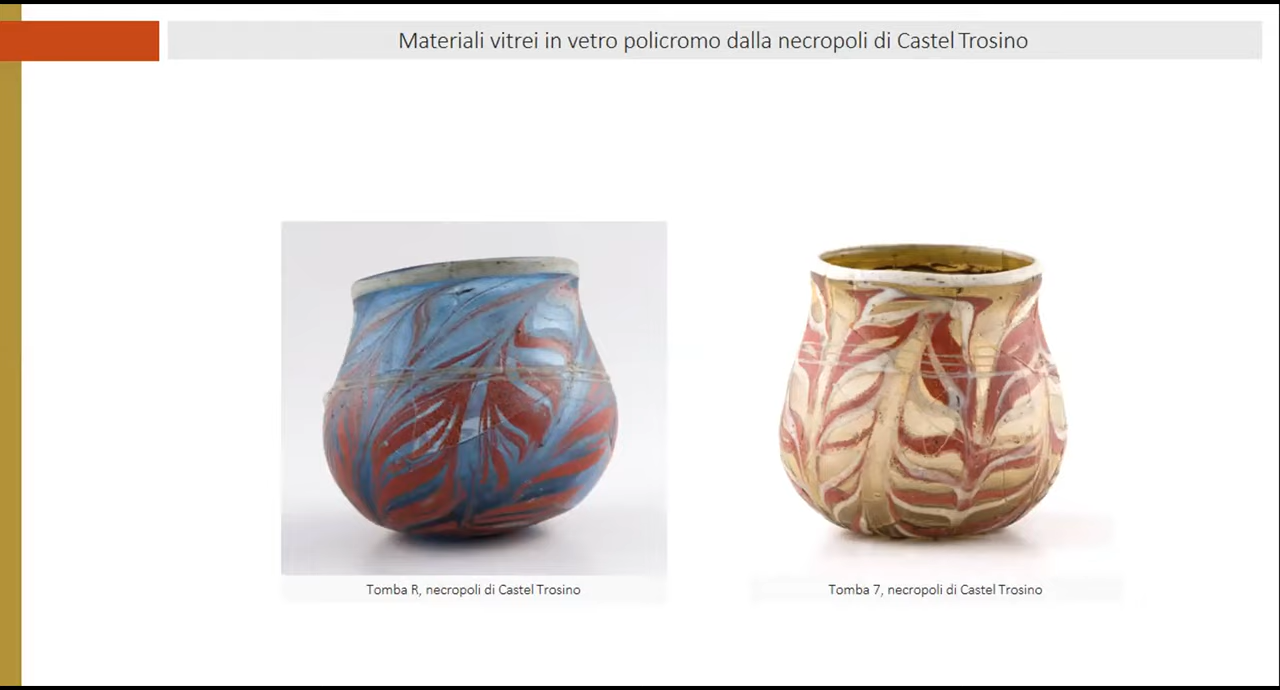 Materiali vitrei in vetro policromo dalla necropoli di Castel Trosino
Tomba R, necropoli di Castel Trosino
Tomba 7, necropoli di Castel Trosino